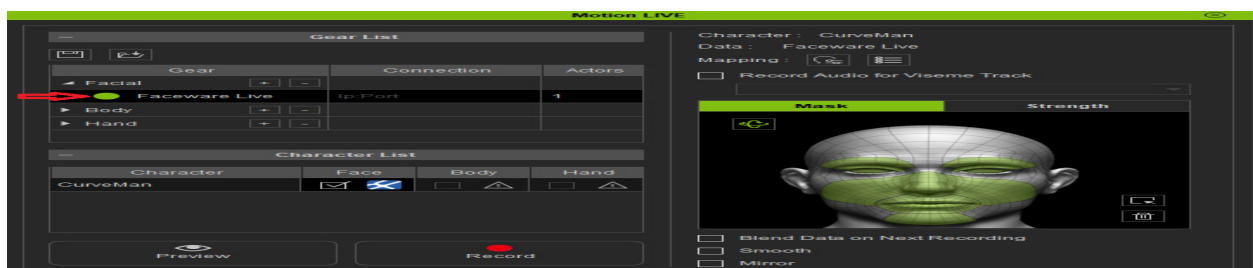 Motion LIVE
Gear List
Gear Connection Actors
Facial + -
Faceware Live Ip:Port 1
Body + -
Hand + -
Character List
Character Face Body Hand
CurveMan
Preview Record
Character : CurveMan
Data : Faceware Live
Mapping :
Record Audio for Viseme Track
Mask Strength
Blend Data on Next Recording
Smooth
Mirror